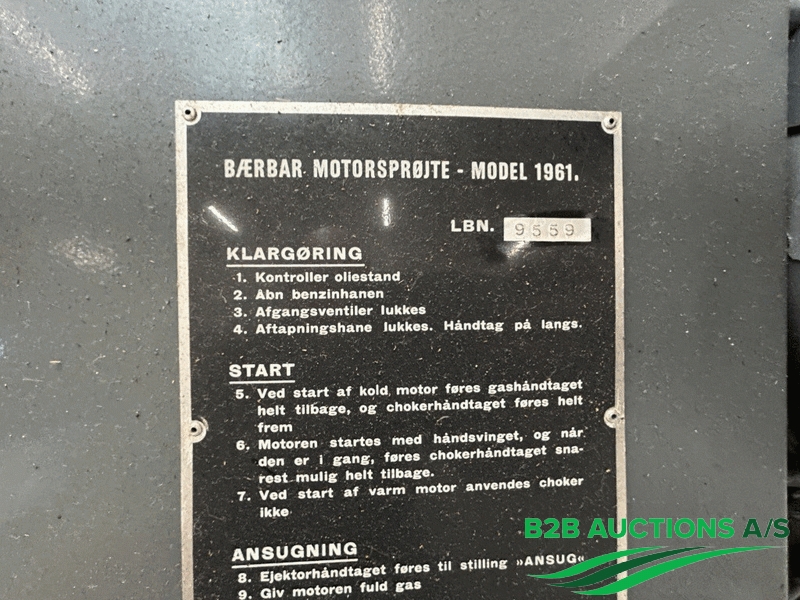 BÆRBAR MOTORSPRØJTE - MODEL 1961.
LBN. 9559
KLARGØRING
1. Kontroller oliestand
2. Åbn benzinhanen
3. Afgangsventiler lukkes
4. Aftapningshane lukkes. Håndtag på langs.
START
5. Ved start af kold motor føres gashåndtaget
helt tilbage, og chokerhåndtaget føres helt
frem
6. Motoren startes med håndsvinget, og når
den er i gang, føres chokerhåndtaget sna-
rest mulig helt tilbage.
7. Ved start af varm motor anvendes choker
ikke
ANSUGNING
8. Ejektorhåndtaget føres til stilling »ANSUG«
9. Giv motoren fuld gas
B2B AUCTIONS A/S